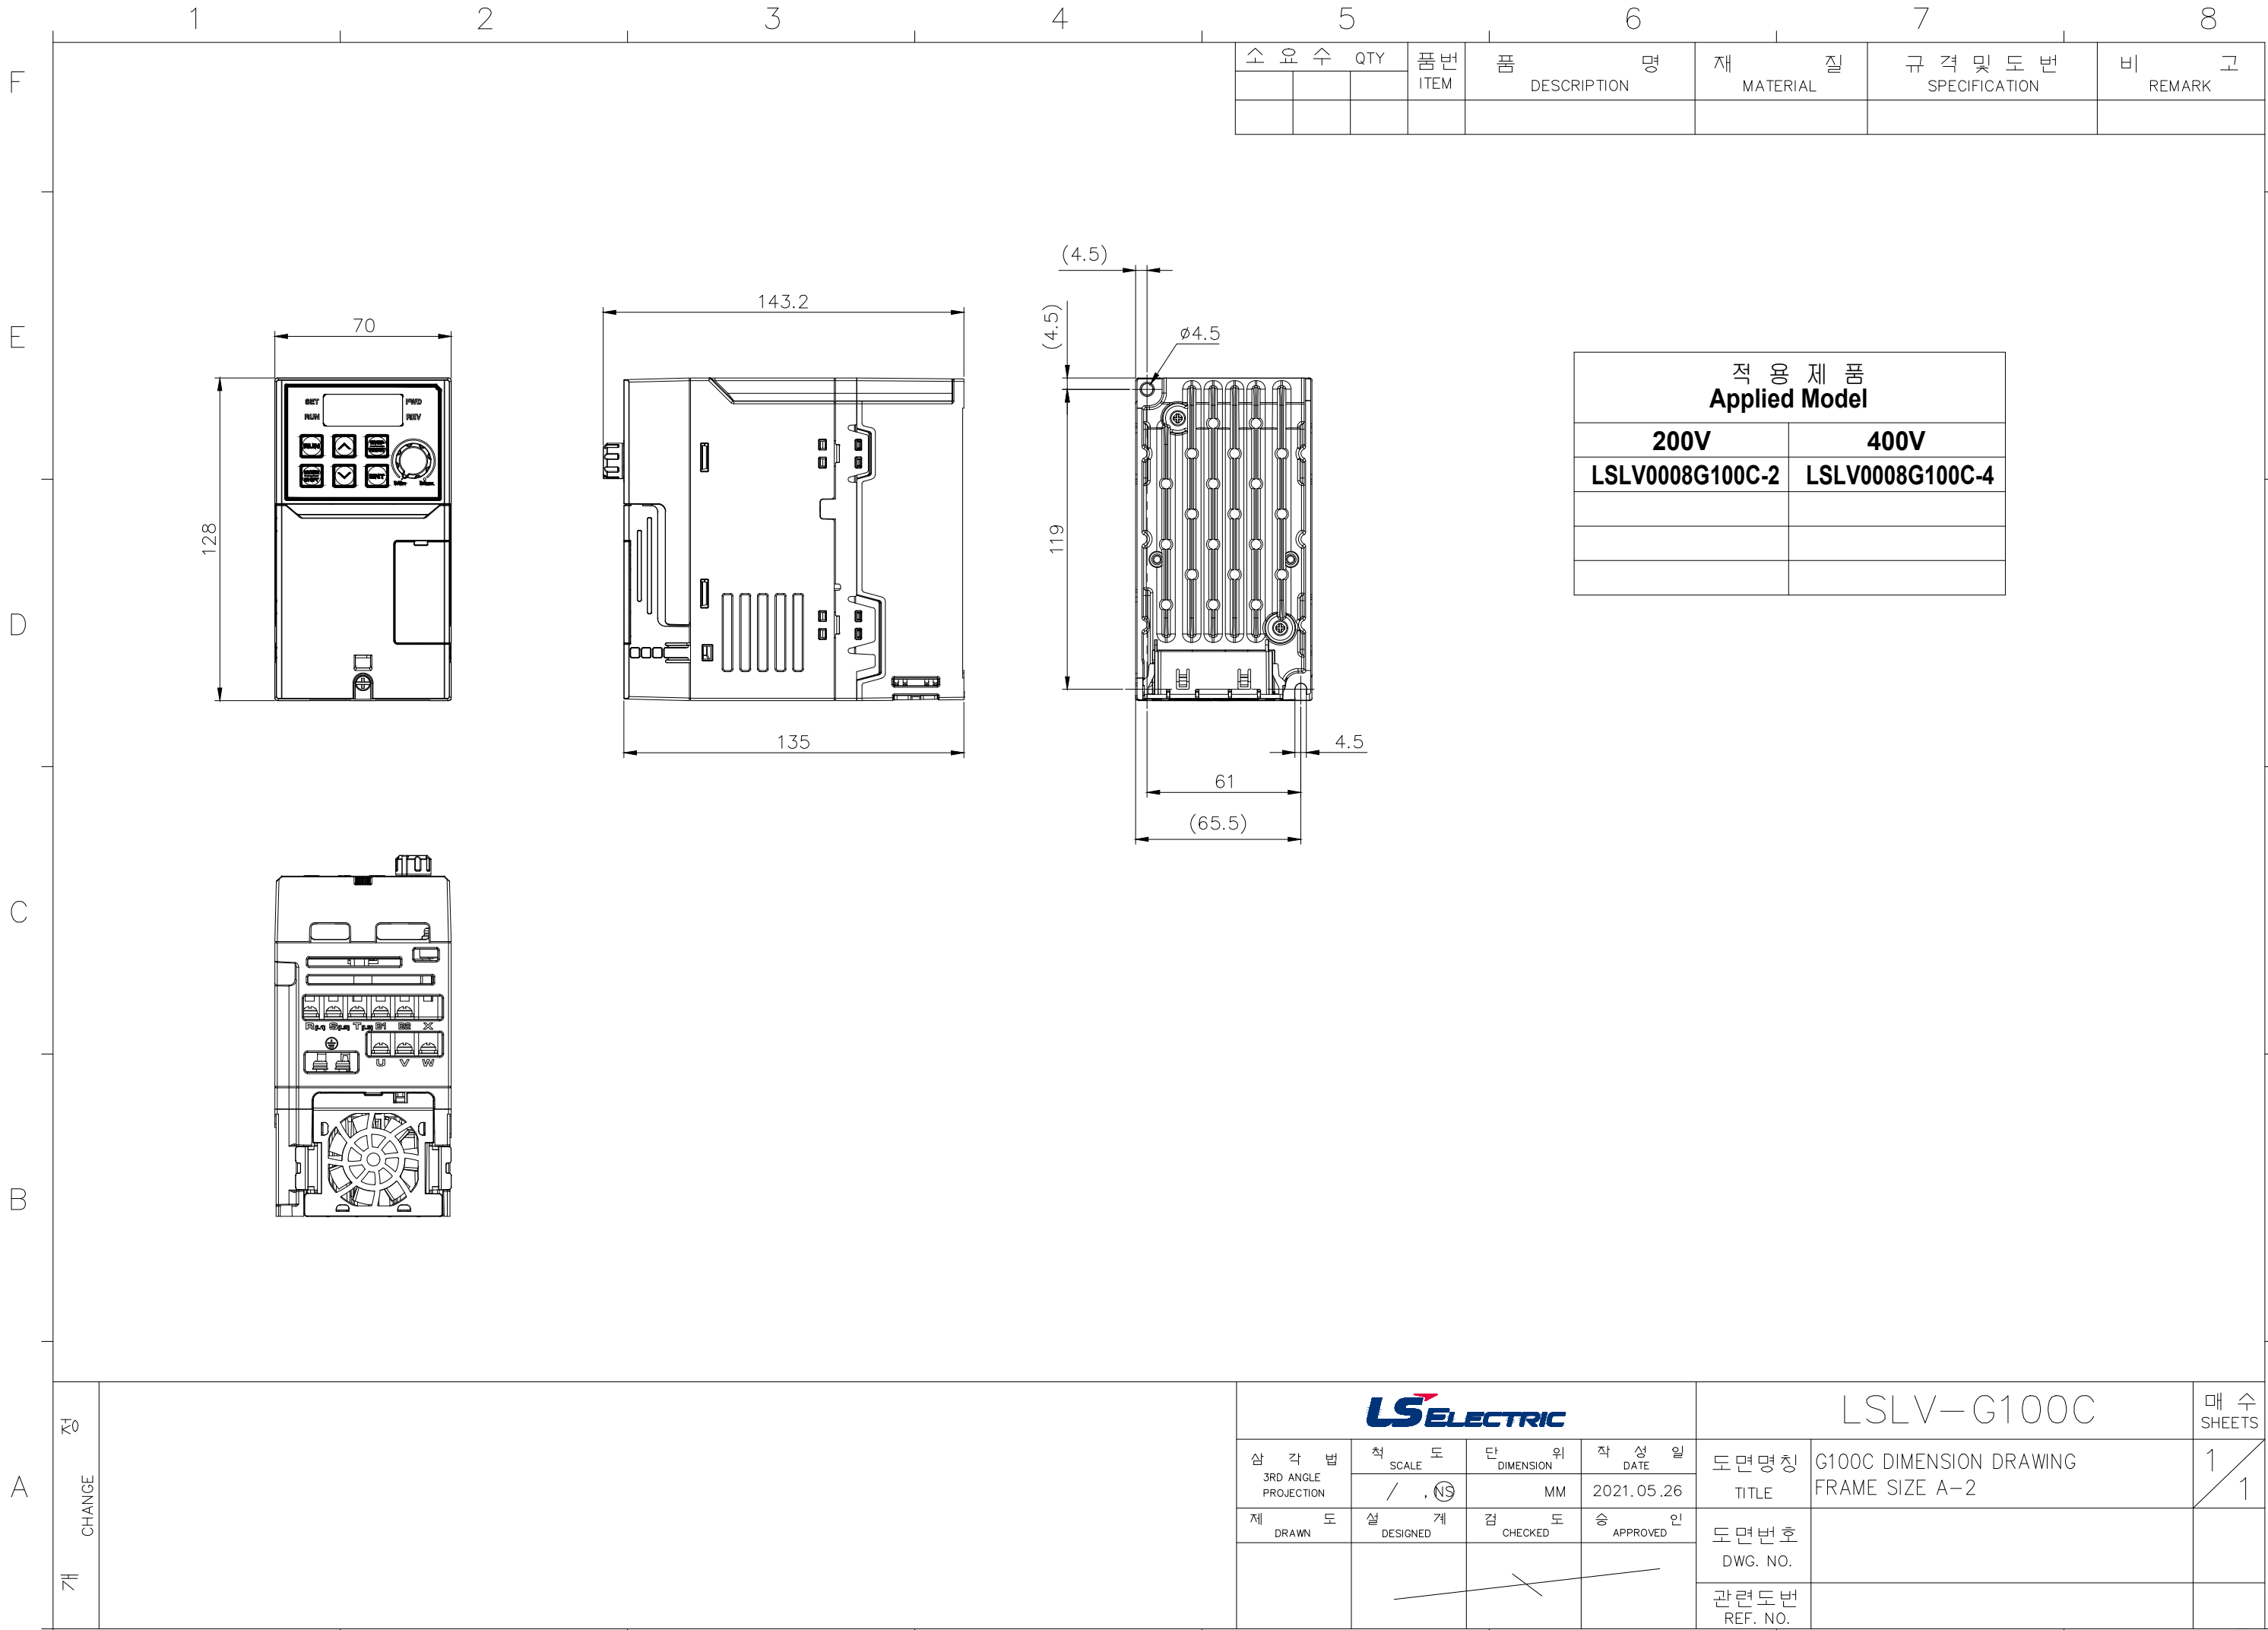 1 2 3 4 5 6 7 8
F
E
D
C
B
A
소 요 수 QTY
품번
ITEM
품 명
DESCRIPTION
재 질
MATERIAL
규 격 및 도 번
SPECIFICATION
비 고
REMARK
70
128
SET
FWD
RUN
REV
RUN
ENT
143.2
135
(4.5)
(4.5)
ø4.5
119
4.5
61
(65.5)
적 용 제 품
Applied Model
200V 400V
LSLV0008G100C-2 LSLV0008G100C-4
B1 B2 X
U V W
정
CHANGE
개
LS ELECTRIC
LSLV-G100C
매 수
SHEETS
1/1
삼 각 법
3RD ANGLE
PROJECTION
척 도
SCALE
/ , NS
단 위
DIMENSION
MM
작 성 일
DATE
2021.05.26
도면명칭
TITLE
G100C DIMENSION DRAWING
FRAME SIZE A-2
제 도
DRAWN
설 계
DESIGNED
검 도
CHECKED
승 인
APPROVED
도면번호
DWG. NO.
관련도번
REF. NO.